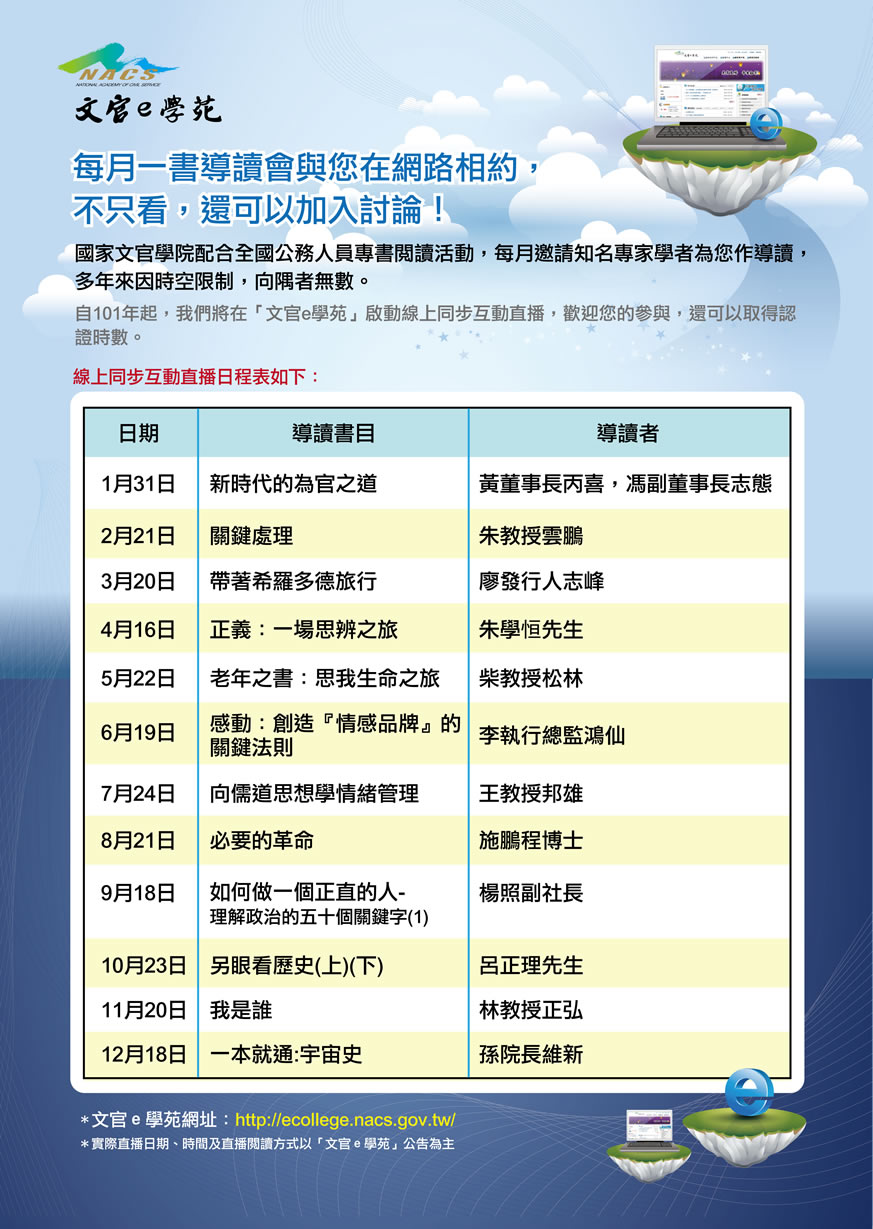 NACS
NATIONAL ACADEMY OF CIVIL SERVICE
文官e學苑
每月一書導讀會與您在網路相約，
不只看，還可以加入討論！
國家文官學院配合全國公務人員專書閱讀活動，每月邀請知名專家學者為您作導讀，
多年來因時空限制，向隅者無數。
自101年起，我們將在「文官e學苑」啟動線上同步互動直播，歡迎您的參與，還可以取得認
證時數。
線上同步互動直播日程表如下：
日期 導讀書目 導讀者
1月31日 新時代的為官之道 黃董事長丙喜，馮副董事長志態
2月21日 關鍵處理 朱教授雲鵬
3月20日 帶著希羅多德旅行 廖發行人志峰
4月16日 正義：一場思辨之旅 朱學恒先生
5月22日 老年之書：思我生命之旅 柴教授松林
6月19日 感動：創造『情感品牌』的
關鍵法則 李執行總監鴻仙
7月24日 向儒道思想學情緒管理 王教授邦雄
8月21日 必要的革命 施鵬程博士
9月18日 如何做一個正直的人-
理解政治的五十個關鍵字(1) 楊照副社長
10月23日 另眼看歷史(上)(下) 呂正理先生
11月20日 我是誰 林教授正弘
12月18日 一本就通:宇宙史 孫院長維新
＊文官 e 學苑網址：http://ecollege.nacs.gov.tw/
＊實際直播日期、時間及直播閱讀方式以「文官 e 學苑」公告為主